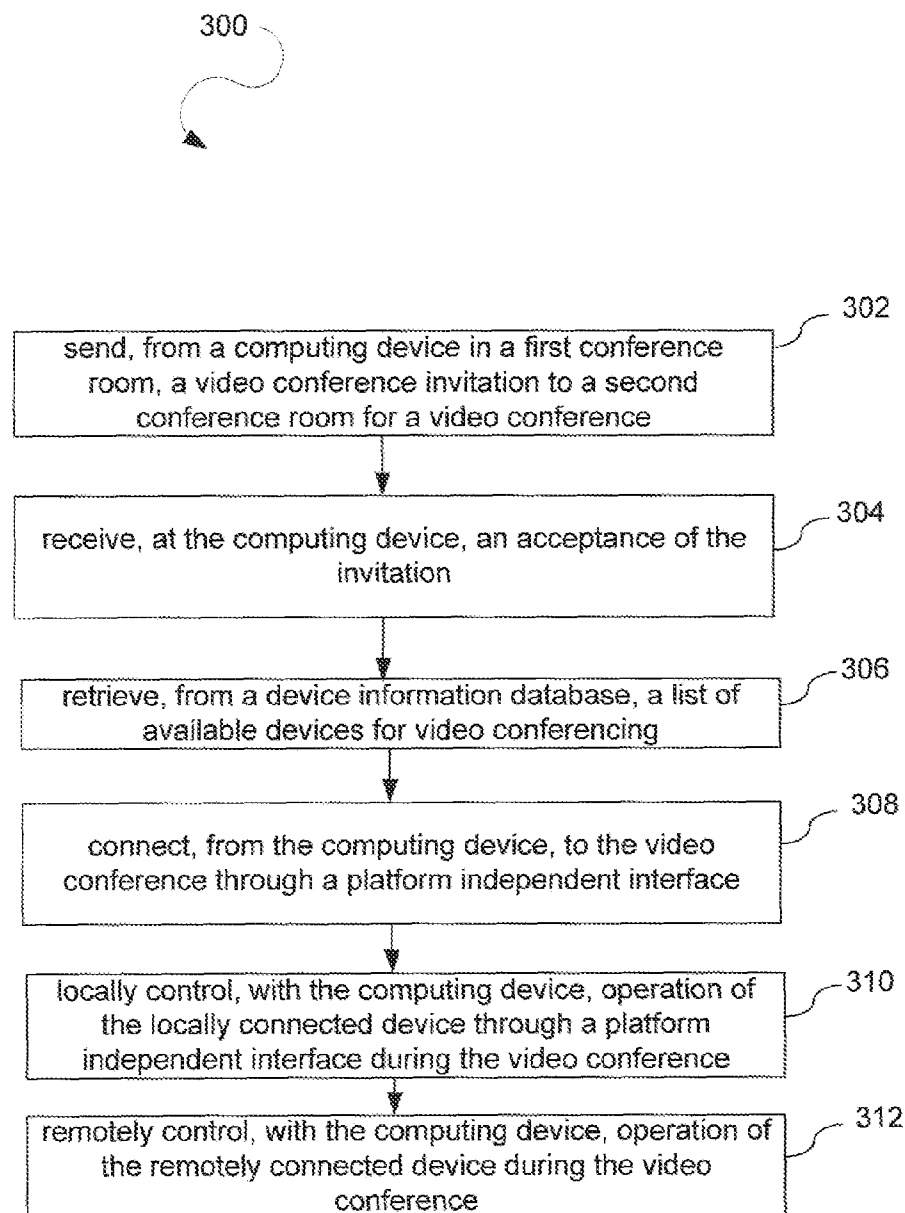 300
302
send, from a computing device in a first conference
room, a video conference invitation to a second
conference room for a video conference
304
receive, at the computing device, an acceptance of the
invitation
306
retrieve, from a device information database, a list of
available devices for video conferencing
308
connect, from the computing device, to the video
conference through a platform independent interface
310
locally control, with the computing device, operation of
the locally connected device through a platform
independent interface during the video conference
312
remotely control, with the computing device, operation of
the remotely connected device during the video
conference